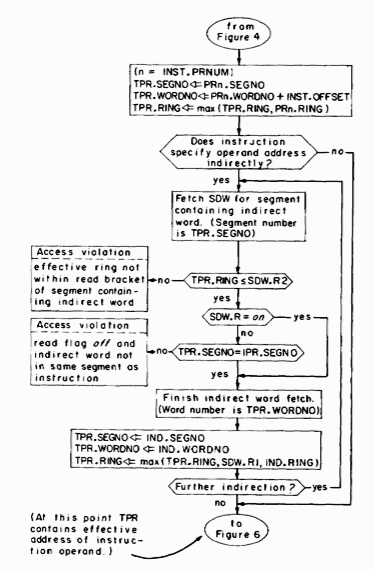 from
Figure 4
(n = INST.PRNUM)
TPR.SEGNO⇐PRn.SEGNO
TPR.WORDNO⇐PRn.WORDNO + INST.OFFSET
TPR.RING⇐ max (TPR.RING, PRn.RING)
Does instruction
specify operand address
indirectly?
no
yes
Fetch SDW for segment
containing indirect
word. (Segment number
is TPR.SEGNO)
Access violation
effective ring not
within read bracket
of segment contain-
ing indirect word
no
TPR.RING ≤ SDW.R2
yes
SDW.R = on
yes
no
Access violation
read flag off and
indirect word not
in same segment as
instruction
no
TPR.SEGNO=IPR.SEGNO
yes
Finish indirect word fetch.
(Word number is TPR.WORDNO)
TPR.SEGNO⇐ IND.SEGNO
TPR.WORDNO ⇐ IND.WORDNO
TPR.RING⇐ max(TPR.RING,SDW.R1, IND.RING)
Further indirection ?
yes
no
(At this point TPR
contains effective
address of instruc-
tion operand.)
to
Figure 6